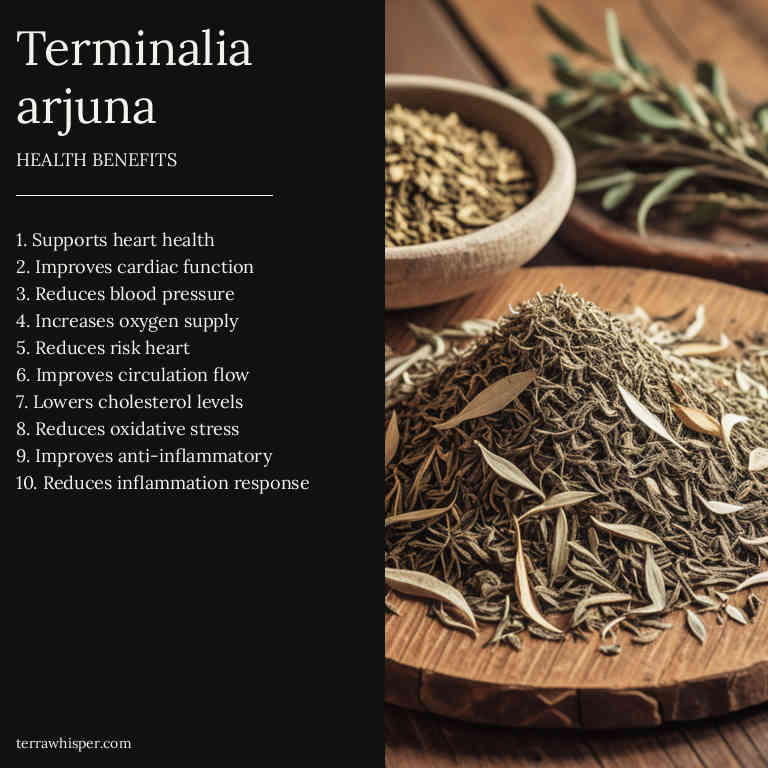 Terminalia
arjuna
HEALTH BENEFITS
1. Supports heart health
2. Improves cardiac function
3. Reduces blood pressure
4. Increases oxygen supply
5. Reduces risk heart
6. Improves circulation flow
7. Lowers cholesterol levels
8. Reduces oxidative stress
9. Improves anti-inflammatory
10. Reduces inflammation response
terrawhisper.com